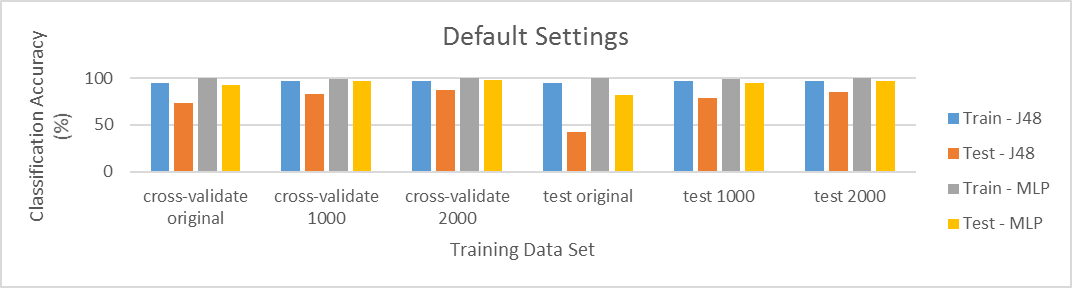 Default Settings
Classification Accuracy
(%)
100
50
0
cross-validate
original
cross-validate
1000
cross-validate
2000
test original
test 1000
test 2000
Training Data Set
Train - J48
Test - J48
Train - MLP
Test - MLP